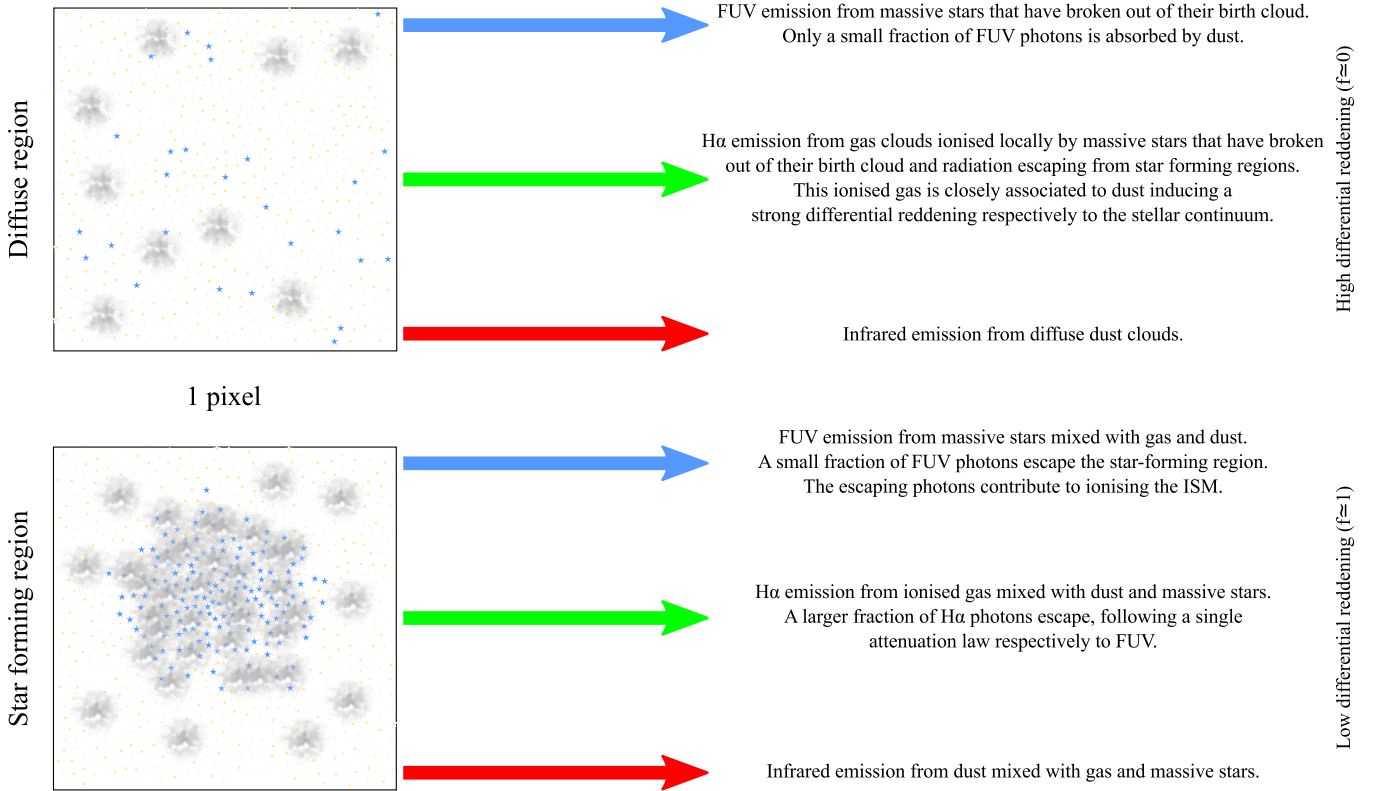 Diffuse region
FUV emission from massive stars that have broken out of their birth cloud.
Only a small fraction of FUV photons is absorbed by dust.
Hα emission from gas clouds ionised locally by massive stars that have broken
out of their birth cloud and radiation escaping from star forming regions.
This ionised gas is closely associated to dust inducing a
strong differential reddening respectively to the stellar continuum.
Infrared emission from diffuse dust clouds.
High differential reddening (f≃0)
1 pixel
Star forming region
FUV emission from massive stars mixed with gas and dust.
A small fraction of FUV photons escape the star-forming region.
The escaping photons contribute to ionising the ISM.
Hα emission from ionised gas mixed with dust and massive stars.
A larger fraction of Hα photons escape, following a single
attenuation law respectively to FUV.
Infrared emission from dust mixed with gas and massive stars.
Low differential reddening (f≃1)